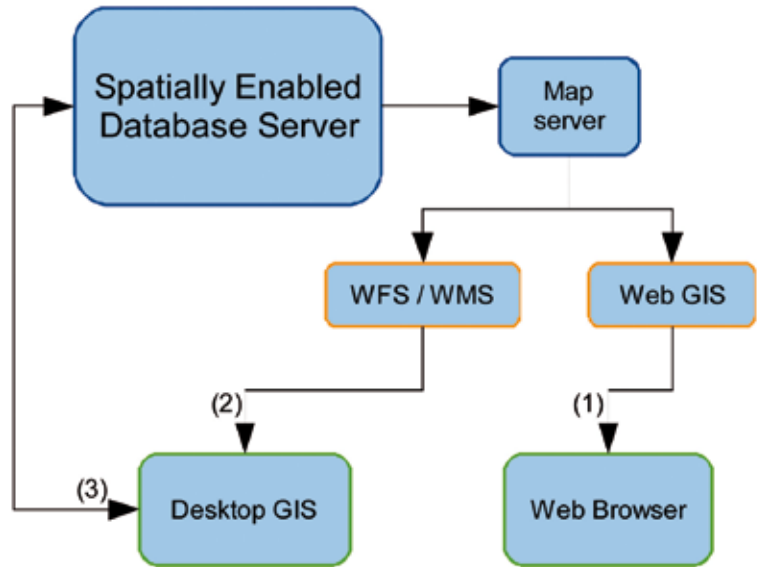 Spatially Enabled
Database Server
Map
server
WFS / WMS
Web GIS
(2)
(1)
(3)
Desktop GIS
Web Browser